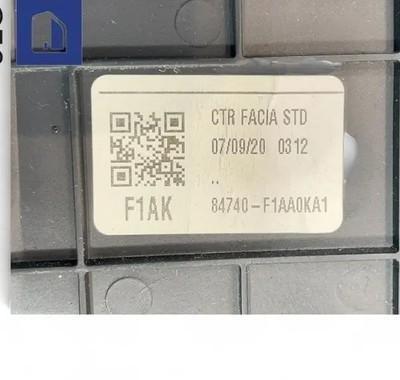 CTR FACIA STD
07/09/20 0312
..
F1AK
84740-F1AA0KA1